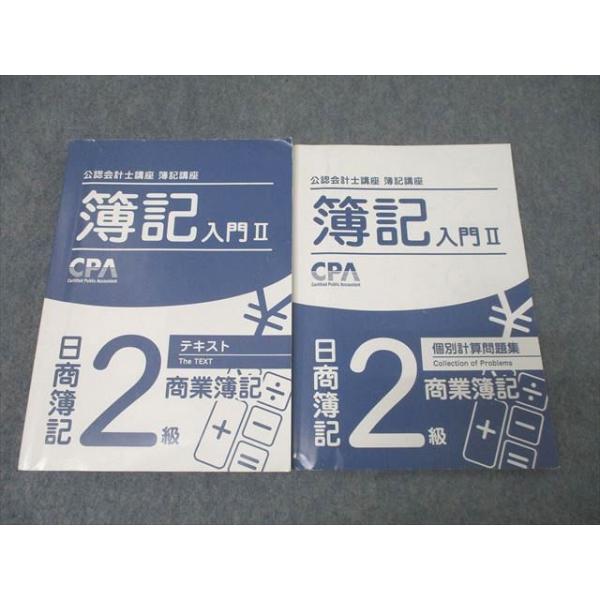 公認会計士講座 簿記講座
簿記入門Ⅱ
CPA
Certified Public Accountant
テキスト
The TEXT
日商簿記
2級
商業簿記
公認会計士講座 簿記講座
簿記入門Ⅱ
CPA
Certified Public Accountant
個別計算問題集
Collection of Problems
日商簿記
2級
商業簿記